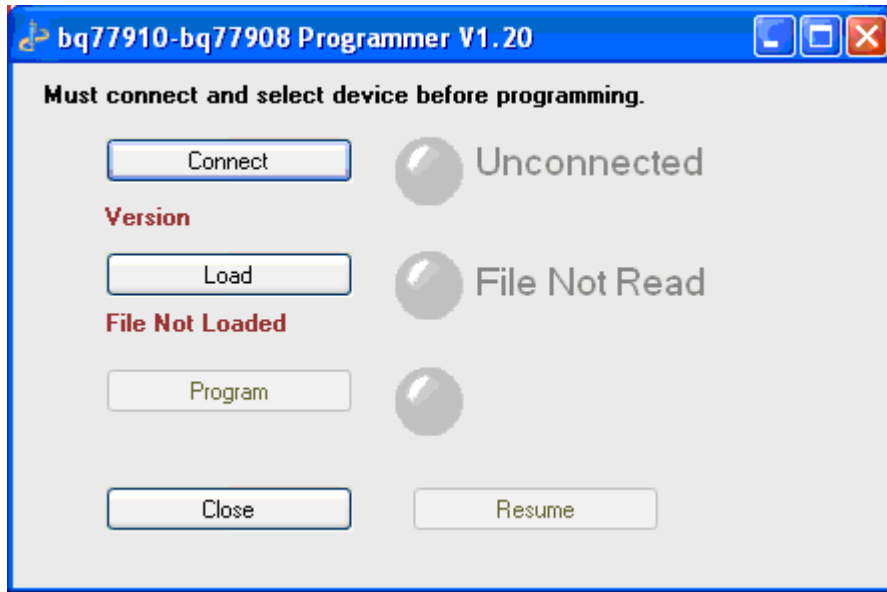 bq77910-bq77908 Programmer V1.20
Must connect and select device before programming.
Connect
Unconnected
Version
Load
File Not Read
File Not Loaded
Program
Close
Resume